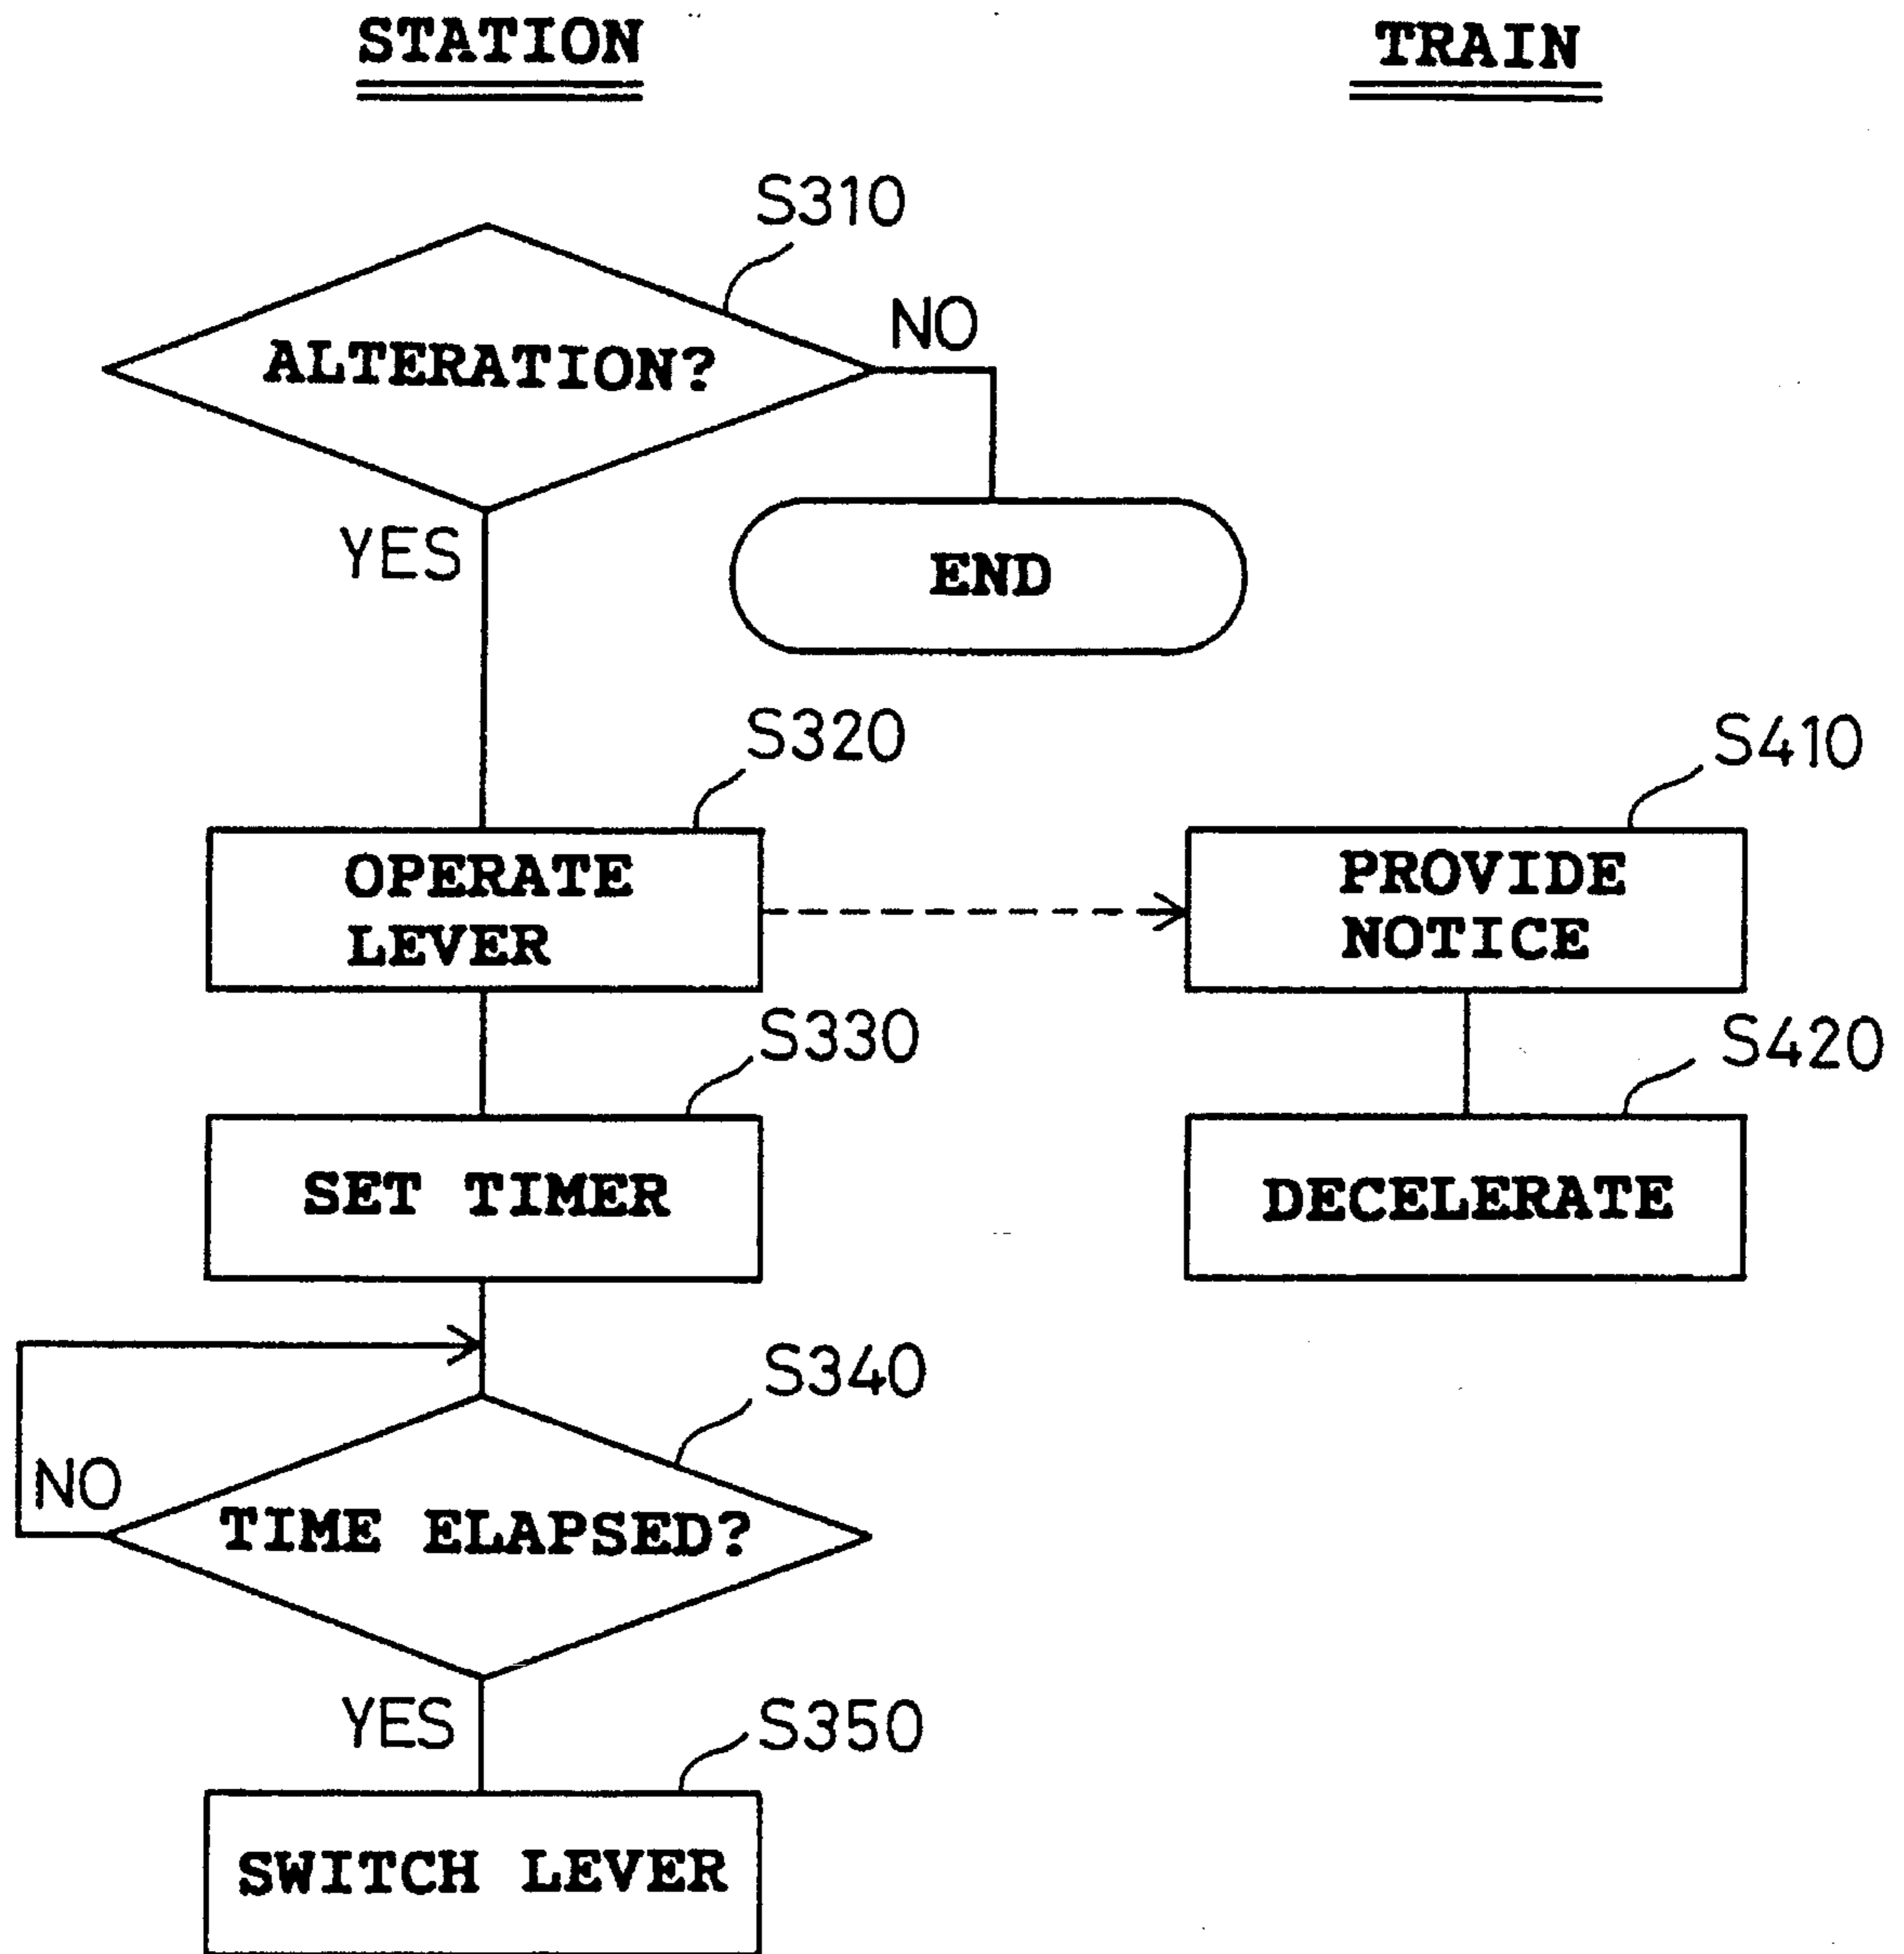 STATION
TRAIN
S310
ALTERATION?
NO
YES
END
S320
OPERATE
LEVER
S410
PROVIDE
NOTICE
S330
SET TIMER
S420
DECELERATE
S340
NO
TIME ELAPSED?
YES
S350
SWITCH LEVER